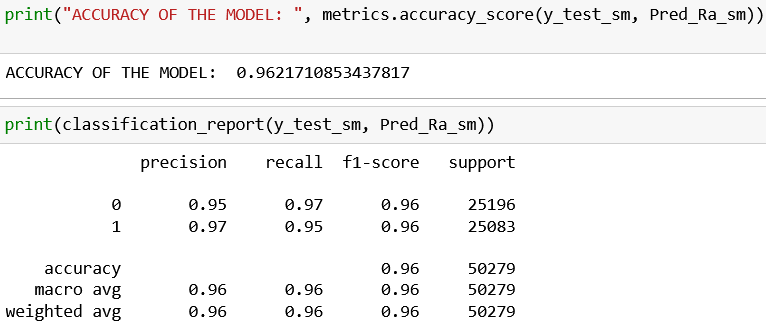 print("ACCURACY OF THE MODEL: ", metrics.accuracy_score(y_test_sm, Pred_Ra_sm))
ACCURACY OF THE MODEL:  0.9621710853437817
print(classification_report(y_test_sm, Pred_Ra_sm))
precision recall f1-score support
0 0.95 0.97 0.96 25196
1 0.97 0.95 0.96 25083
accuracy 0.96 50279
macro avg 0.96 0.96 0.96 50279
weighted avg 0.96 0.96 0.96 50279